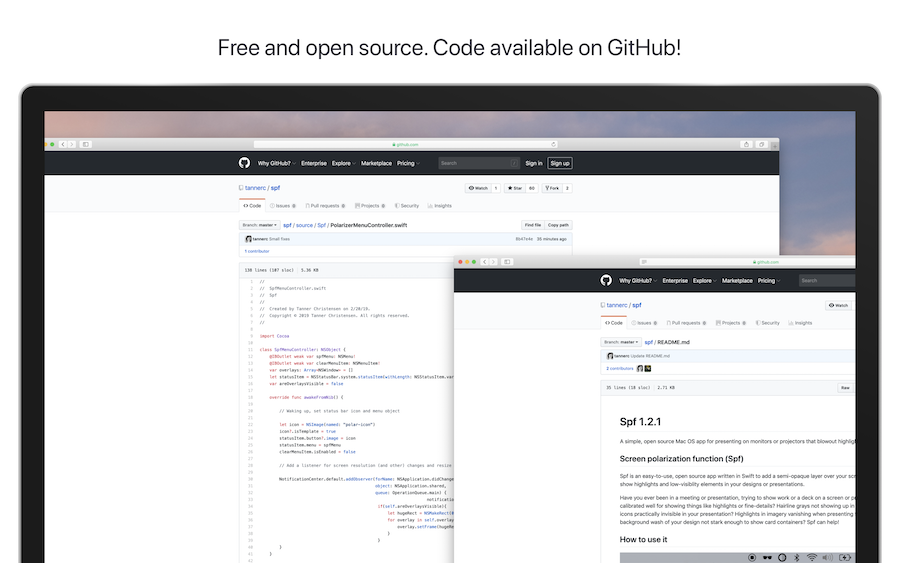 Free and open source. Code available on GitHub!
github.com
Why GitHub? Enterprise Explore Marketplace Pricing Search / Sign in Sign up
tannerc / spf
Watch 1 Star 60 Fork 2
Code Issues 0 Pull requests 0 Projects 0 Security Insights
Branch: master spf / source / Spf / PolarizerMenuController.swift Find file Copy path
tannerc Small fixes 35 minutes ago
1 contributor
138 lines (107 sloc) 5.36 KB
//
// SpfMenuController.swift
// Spf
//
// Created by Tanner Christensen on 2/20/19.
// Copyright © 2019 Tanner Christensen. All rights reserved.
//
import Cocoa
class SpfMenuController: NSObject {
@IBOutlet weak var spfMenu: NSMenu!
@IBOutlet weak var clearMenuItem: NSMenuItem!
var overlays: Array<NSWindow> = []
let statusItem = NSStatusBar.system.statusItem(withLength: NSStatusItem.var
var areOverlaysVisible = false
override func awakeFromNib() {
// Waking up, set status bar icon and menu object
let icon = NSImage(named: "polar-icon")
icon?.isTemplate = true
statusItem.button?.image = icon
statusItem.menu = spfMenu
clearMenuItem.isEnabled = false
// Add a listener for screen resolution (and other) changes and resize
NotificationCenter.default.addObserver(forName: NSApplication.didChange
object: NSApplication.shared,
queue: OperationQueue.main) {
notification
if(self.areOverlaysVisible){
let hugeRect = NSMakeRect(0
for overlay in self.overlay
overlay.setFrame(hugeRe
}
}
}
}
github.com
Why GitHub? Enterprise Explore Marketplace Pricing Search
tannerc / spf
Watch
Code Issues 0 Pull requests 0 Projects 0 Security Insights
Branch: master spf / README.md
tannerc Update README.md
2 contributors
35 lines (18 sloc) 2.71 KB
Raw
Spf 1.2.1
A simple, open source Mac OS app for presenting on monitors or projectors that blowout highlig
Screen polarization function (Spf)
Spf is an easy-to-use, open source app written in Swift to add a semi-opaque layer over your scr
show highlights and low-visibility elements in your designs or presentations.
Have you ever been in a meeting or presentation, trying to show work or a deck on a screen or p
calibrated well for showing things like highlights or fine-details? Hairline grays not showing up in
icons practically invisible in your presentation? Highlights in imagery vanishing when presenting
background wash of your design not stark enough to show card containers? Spf can help!
How to use it